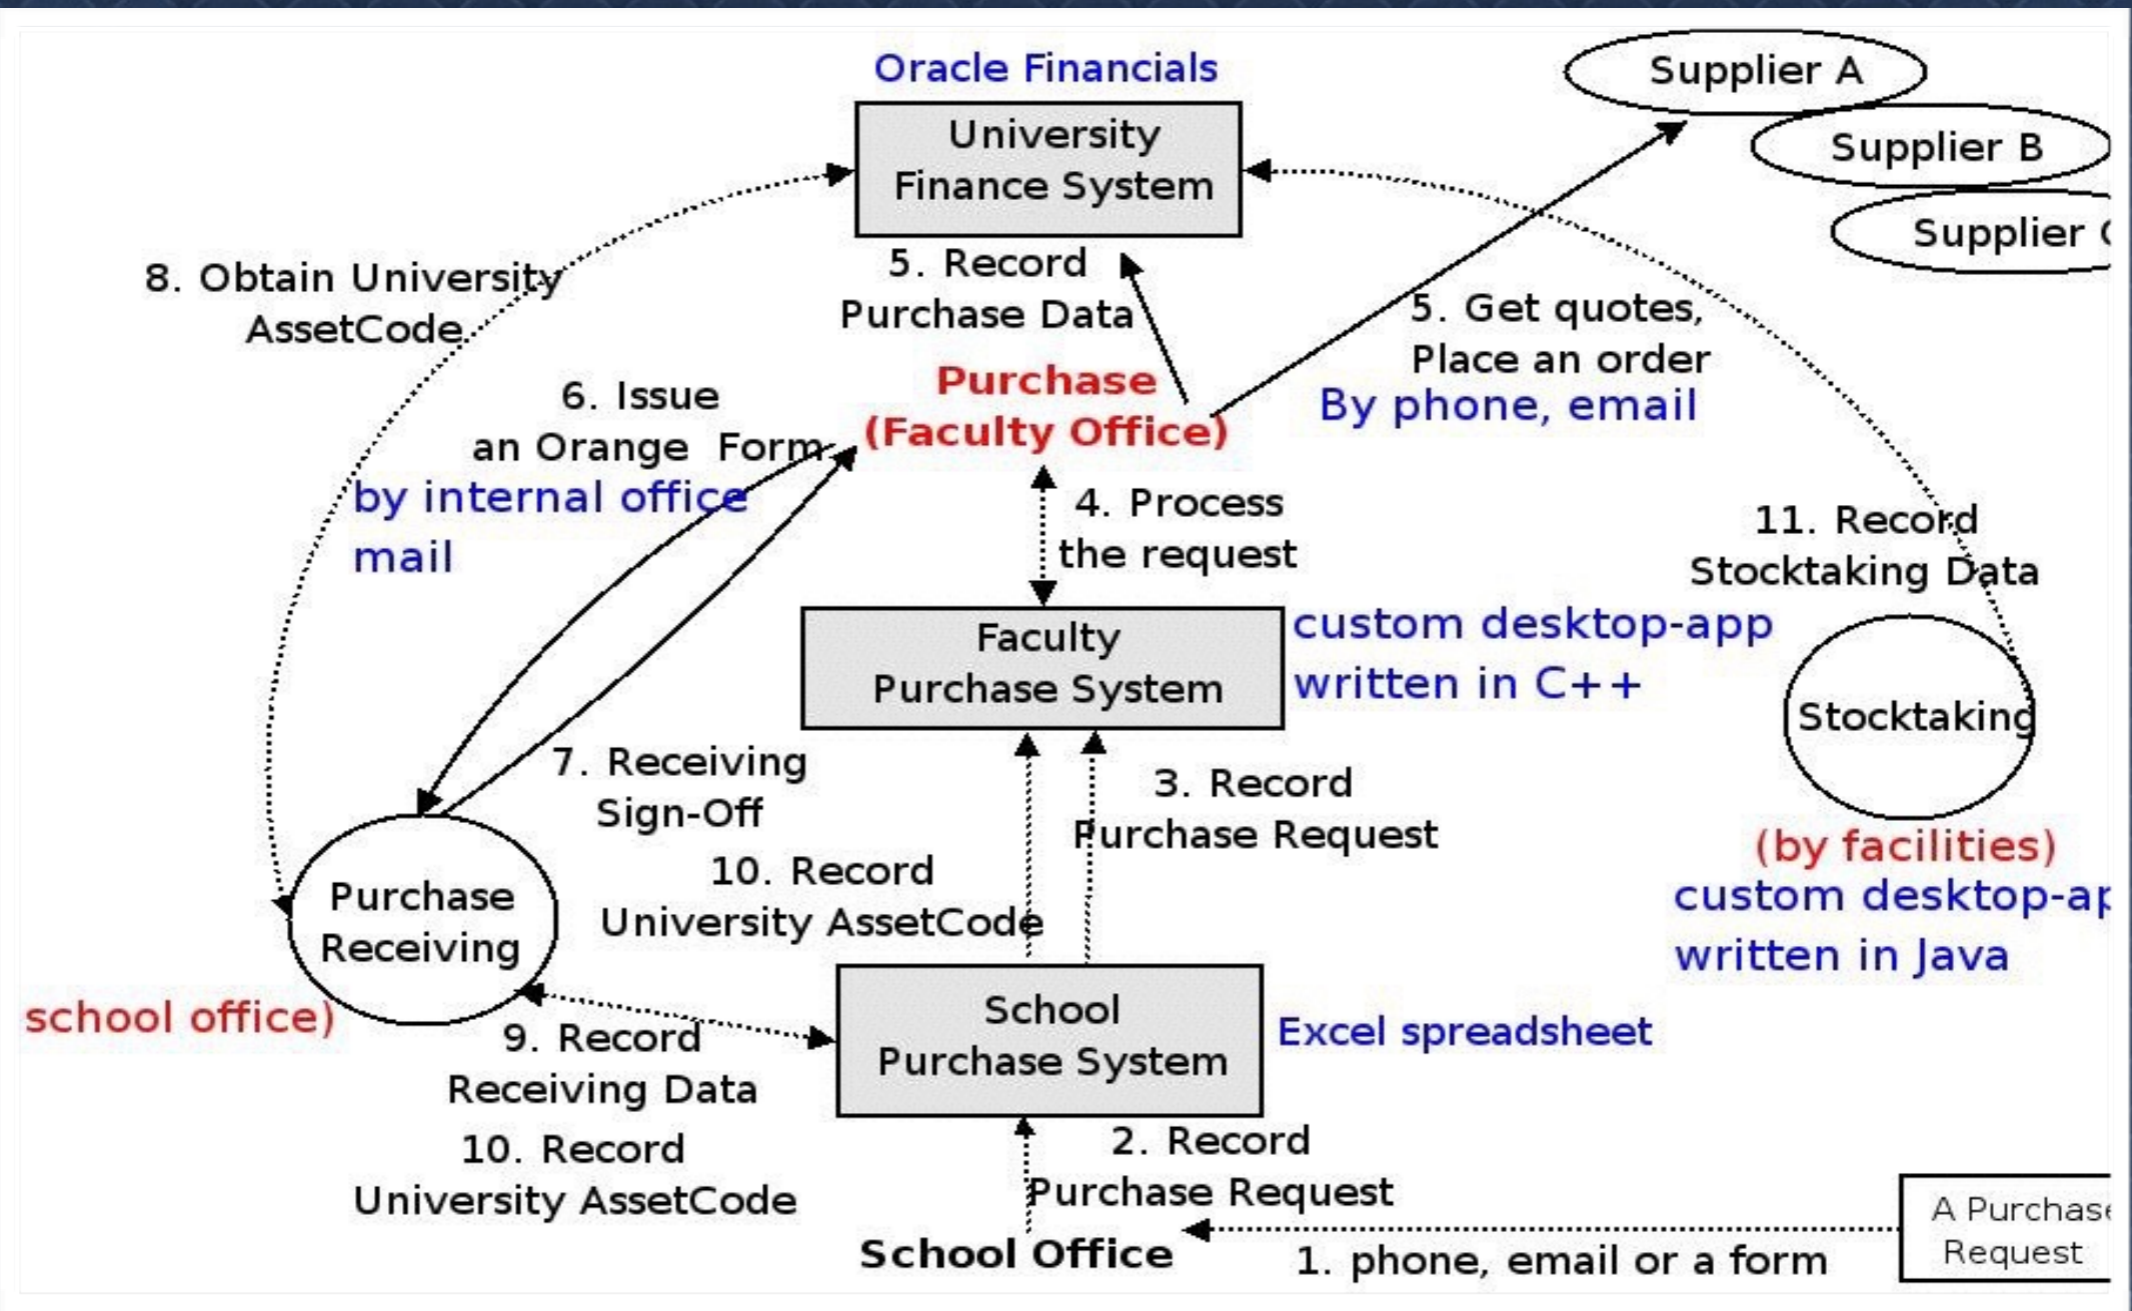 Oracle Financials
University
Finance System
Supplier A
Supplier B
Supplier
8. Obtain University
AssetCode
5. Record
Purchase Data
5. Get quotes,
Place an order
By phone, email
6. Issue
an Orange Form
by internal office
mail
Purchase
(Faculty Office)
4. Process
the request
11. Record
Stocktaking Data
Faculty
Purchase System
custom desktop-app
written in C++
Stocktaking
(by facilities)
custom desktop-ap
written in Java
7. Receiving
Sign-Off
3. Record
Purchase Request
10. Record
University AssetCode
Purchase
Receiving
school office)
9. Record
Receiving Data
10. Record
University AssetCode
School
Purchase System
Excel spreadsheet
2. Record
Purchase Request
School Office
1. phone, email or a form
A Purchase
Request